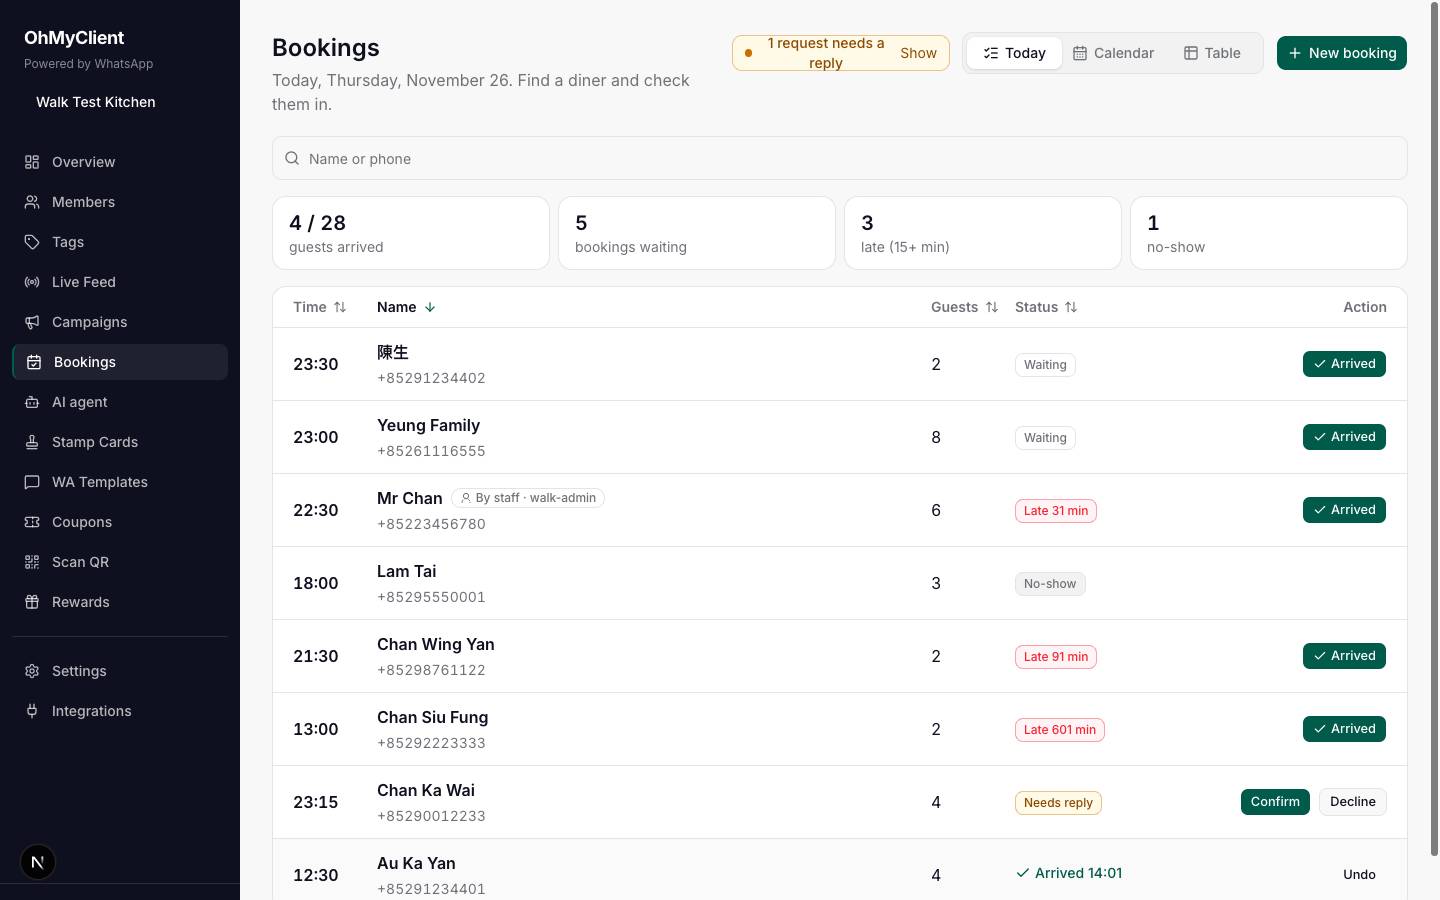 OhMyClient
Powered by WhatsApp
Walk Test Kitchen
Overview
Members
Tags
Live Feed
Campaigns
Bookings
AI agent
Stamp Cards
WA Templates
Coupons
Scan QR
Rewards
Settings
Integrations
N
Bookings
Today, Thursday, November 26. Find a diner and check
them in.
1 request needs a
reply
Show
Today
Calendar
Table
New booking
Name or phone
4 / 28
guests arrived
5
bookings waiting
3
late (15+ min)
1
no-show
Time Name Guests Status Action
23:30 陳生 2 Waiting Arrived
+85291234402
23:00 Yeung Family 8 Waiting Arrived
+85261116555
22:30 Mr Chan By staff · walk-admin 6 Late 31 min Arrived
+85223456780
18:00 Lam Tai 3 No-show
+85295550001
21:30 Chan Wing Yan 2 Late 91 min Arrived
+85298761122
13:00 Chan Siu Fung 2 Late 601 min Arrived
+85292223333
23:15 Chan Ka Wai 4 Needs reply Confirm Decline
+85290012233
12:30 Au Ka Yan 4 Arrived 14:01 Undo
+85291234401